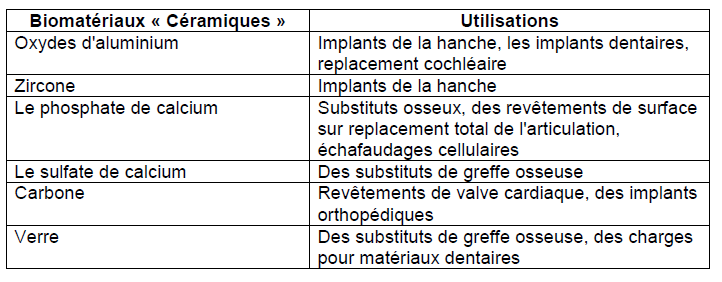 Biomatériaux « Céramiques »
Utilisations
Oxydes d'aluminium
Implants de la hanche, les implants dentaires,
replacement cochléaire
Zircone
Implants de la hanche
Le phosphate de calcium
Substituts osseux, des revêtements de surface
sur replacement total de l'articulation,
échafaudages cellulaires
Le sulfate de calcium
Des substituts de greffe osseuse
Carbone
Revêtements de valve cardiaque, des implants
orthopédiques
Verre
Des substituts de greffe osseuse, des charges
pour matériaux dentaires